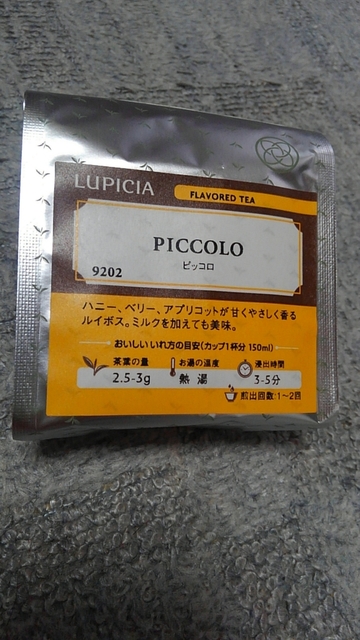 LUPICIA
FLAVORED TEA
PICCOLO
ピッコロ
9202
ハニー、ベリー、アプリコットが甘くやさしく香る
ルイボス。ミルクを加えても美味。
おいしいいれ方の目安(カップ1杯分 150ml)
茶葉の量 お湯の温度 浸出時間
2.5-3g 熱湯 3-5分
煎出回数:1〜2回